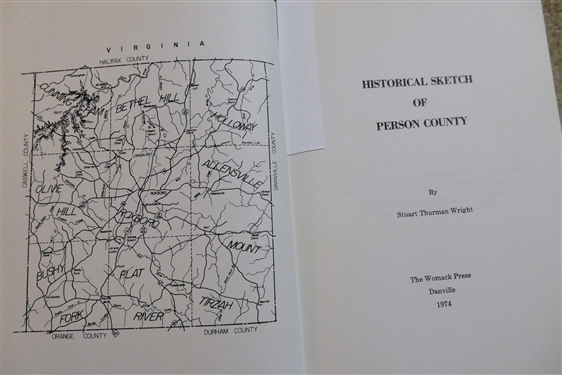 VIRGINIA
HALIFAX COUNTY
CUNNINGHAM
BETHEL HILL
HOLLOWAY
CASWELL COUNTY
GRANVILLE COUNTY
ALLENSVILLE
OLIVE
HILL
ROXBORO
MOUNT
BUSHY
FLAT
TIRZAH
FORK
RIVER
ORANGE COUNTY
DURHAM COUNTY
HISTORICAL SKETCH
OF
PERSON COUNTY
By
Stuart Thurman Wright
The Womack Press
Danville
1974